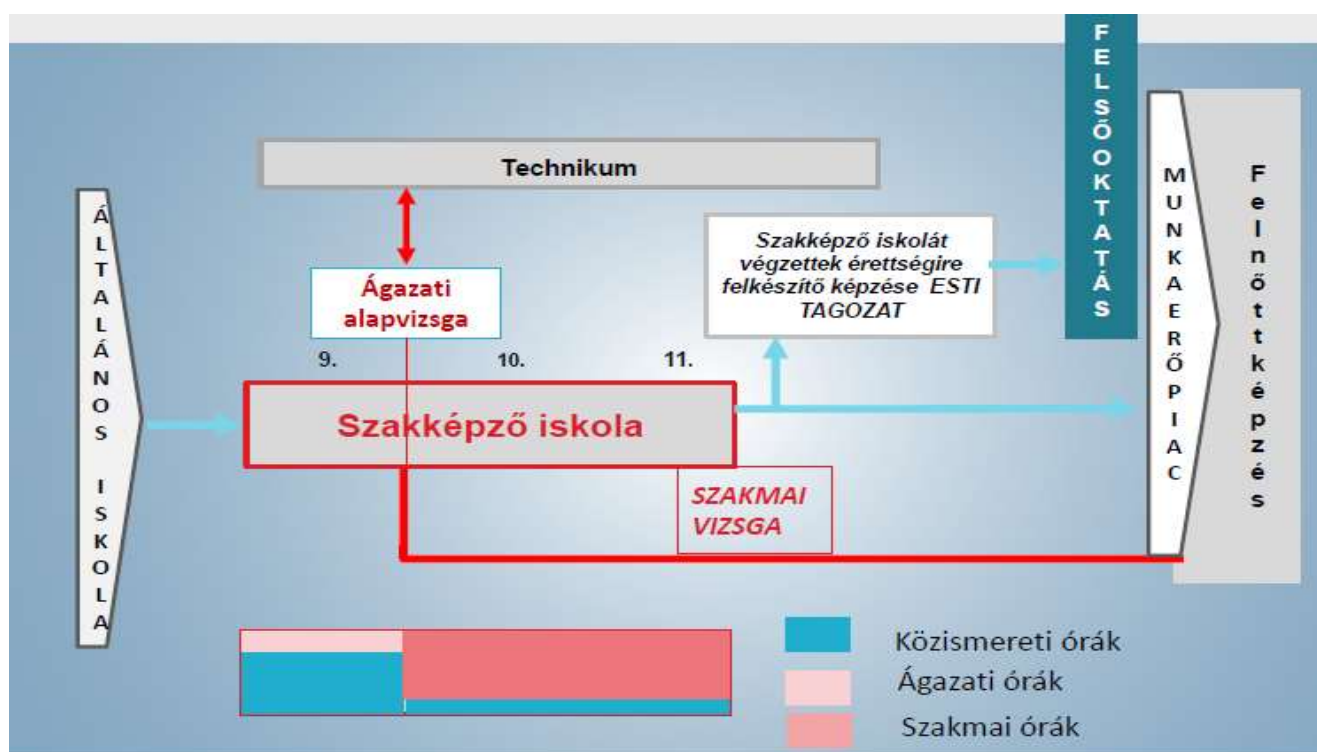 FELSŐOKTATÁS
Technikum
ÁLTALÁNOS ISKOLA
MUNKAERŐPIAC
Felnőttképzés
Szakképző iskolát
végzettek érettségire
felkészítő képzése ESTI
TAGOZAT
Ágazati
alapvizsga
9.
10.
11.
Szakképző iskola
SZAKMAI
VIZSGA
Közismereti órák
Ágazati órák
Szakmai órák